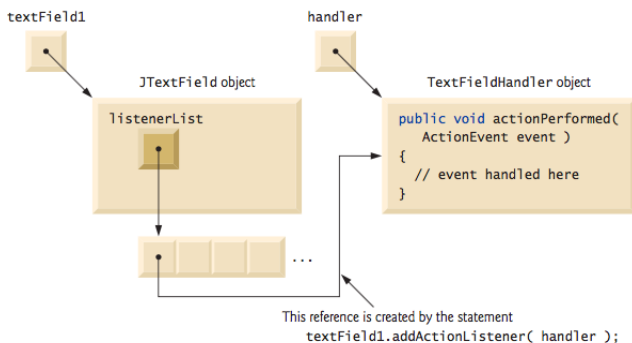 textField1
handler
JTextField object
TextFieldHandler object
listenerList
public void actionPerformed(
ActionEvent event )
{
// event handled here
}
...
This reference is created by the statement
textField1.addActionListener( handler );